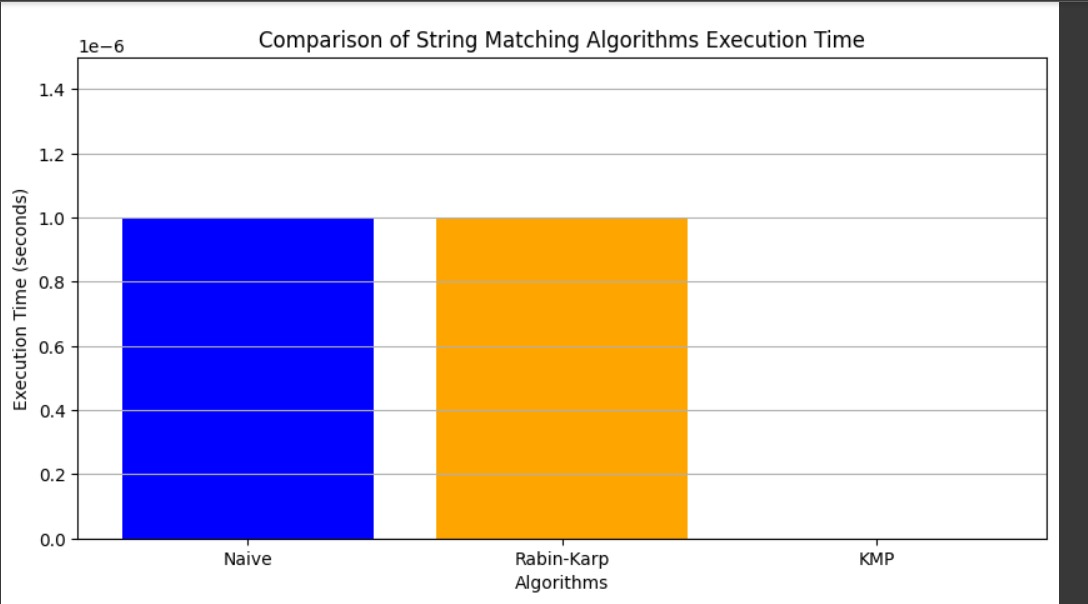 Comparison of String Matching Algorithms Execution Time
1e−6
1.4
1.2
1.0
0.8
0.6
0.4
0.2
0.0
Execution Time (seconds)
Naive
Rabin-Karp
KMP
Algorithms